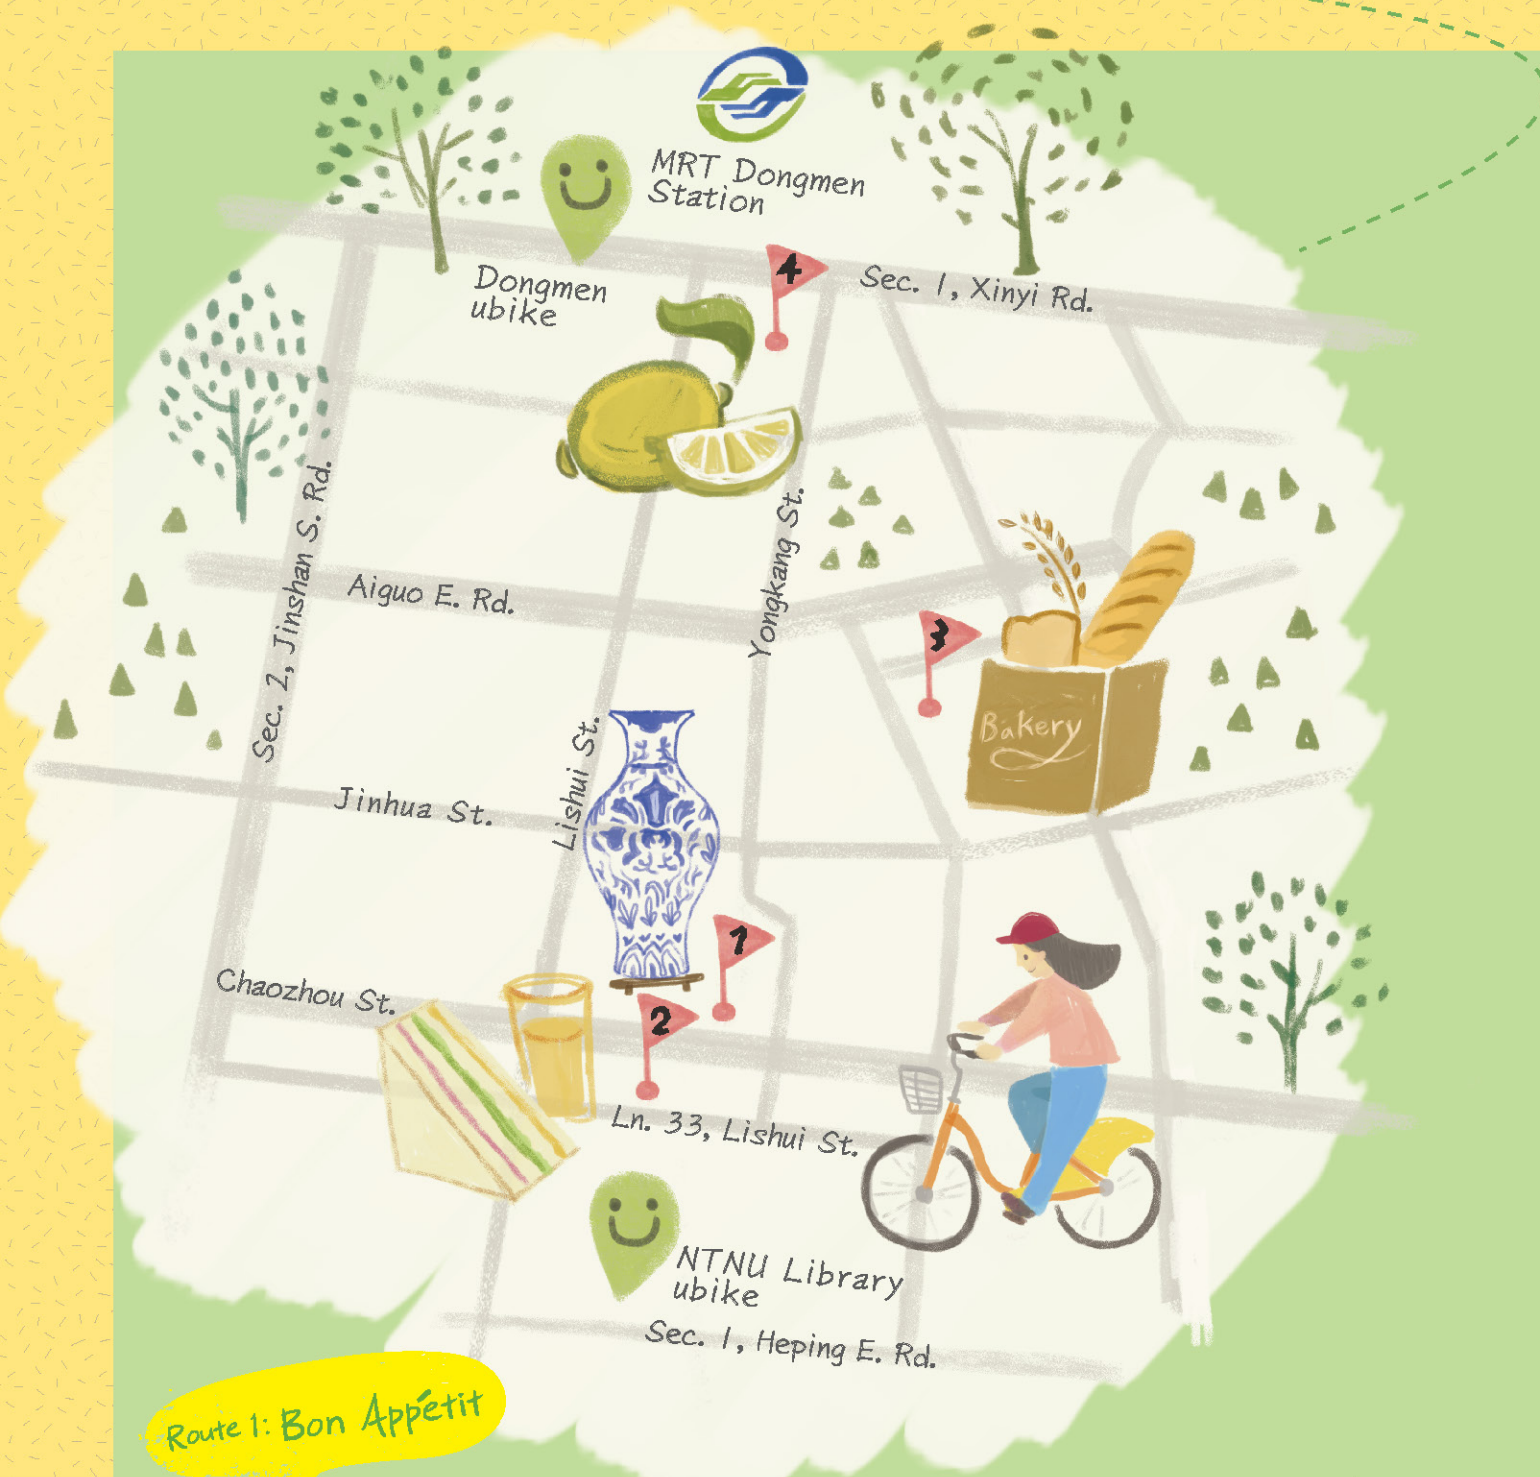 MRT Dongmen
Station
4
Sec. 1, Xinyi Rd.
Dongmen
ubike
Sec. 2, Jinshan S. Rd.
Yongkang St.
Aiguo E. Rd.
3
Bakery
Lishui St.
Jinhua St.
1
Chaozhou St.
2
Ln. 33, Lishui St.
NTNU Library
ubike
Sec. 1, Heping E. Rd.
Route 1: Bon Appétit